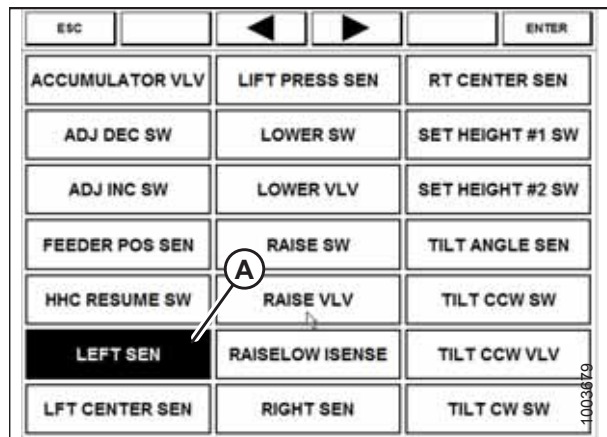 ESC ENTER
ACCUMULATOR VLV LIFT PRESS SEN RT CENTER SEN
ADJ DEC SW LOWER SW SET HEIGHT #1 SW
ADJ INC SW LOWER VLV SET HEIGHT #2 SW
FEEDER POS SEN RAISE SW TILT ANGLE SEN
A
HHC RESUME SW RAISE VLV TILT CCW SW
LEFT SEN RAISELOW ISENSE TILT CCW VLV
LFT CENTER SEN RIGHT SEN TILT CW SW
1003679